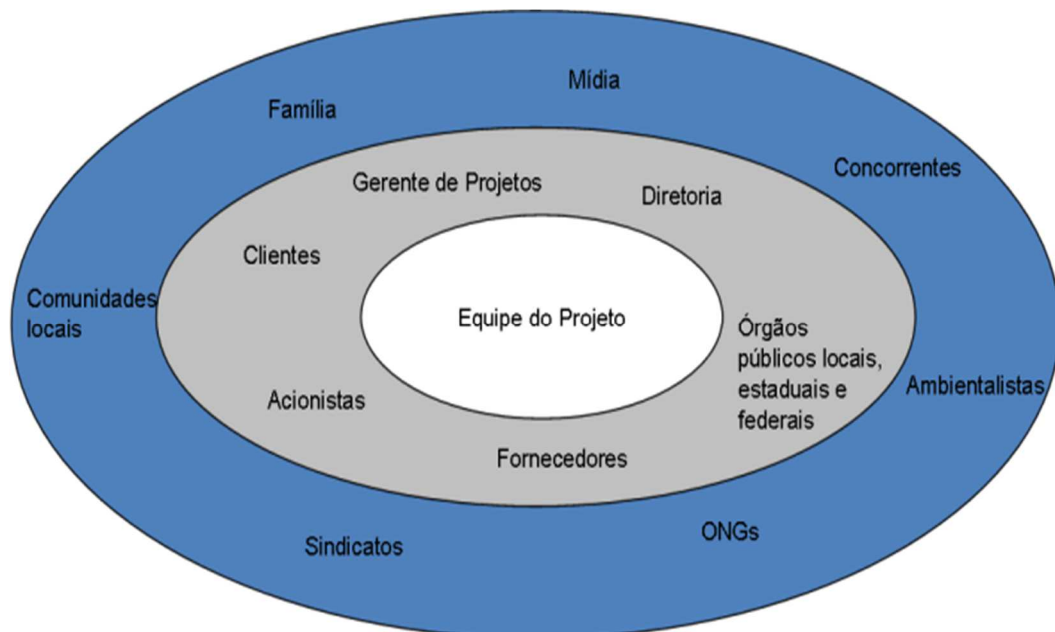 Mídia
Família
Concorrentes
Gerente de Projetos
Diretoria
Clientes
Comunidades
locais
Equipe do Projeto
Órgãos
públicos locais,
estaduais e
federais
Ambientalistas
Acionistas
Fornecedores
Sindicatos
ONGs